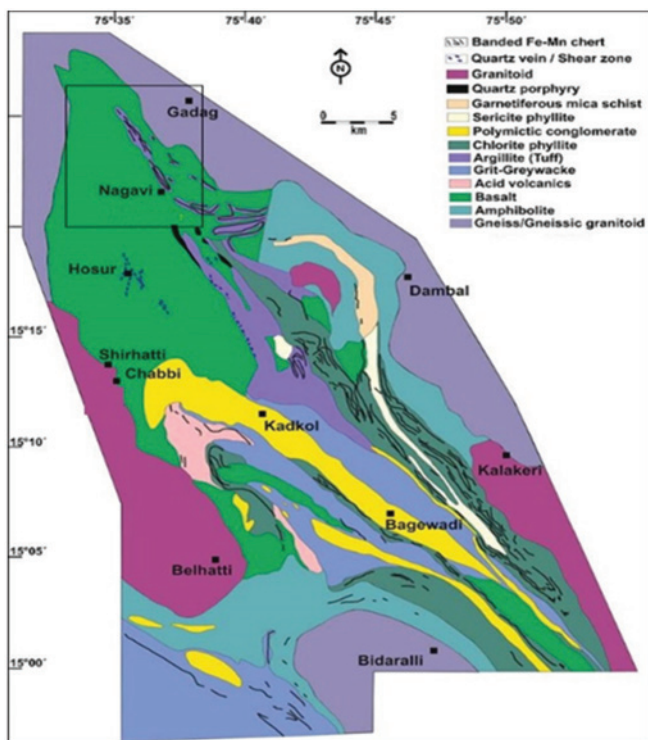 75°35' 75°40' 75°45' 75°50'
Banded Fe-Mn chert
Quartz vein / Shear zone
Granitoid
Quartz porphyry
Garnetiferous mica schist
Sericite phyllite
Polymictic conglomerate
Chlorite phyllite
Argillite (Tuff)
Grit-Greywacke
Acid volcanics
Basalt
Amphibolite
Gneiss/Gneissic granitoid
N
0 5
km
Gadag
Nagavi
Hosur
Dambal
15°15'
Shirhatti
Chabbi
Kadkol
15°10'
Kalakeri
Bagewadi
15°05'
Belhatti
15°00'
Bidaralli